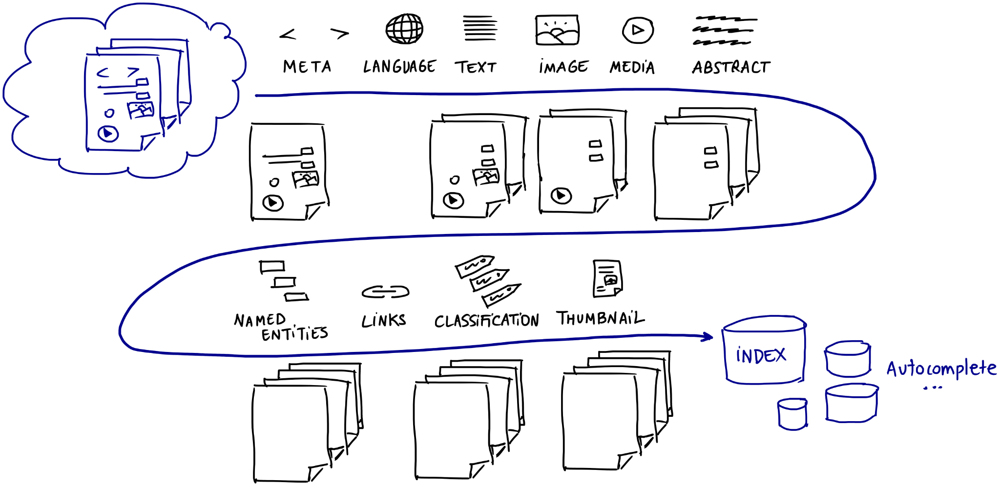 META
LANGUAGE
TEXT
iMAGE
MEDiA
ABSTRACT
NAMED
ENTiTiES
LiNKS
CLASSiFiCATiON
THUMBNAiL
iNDEX
Autocomplete
...